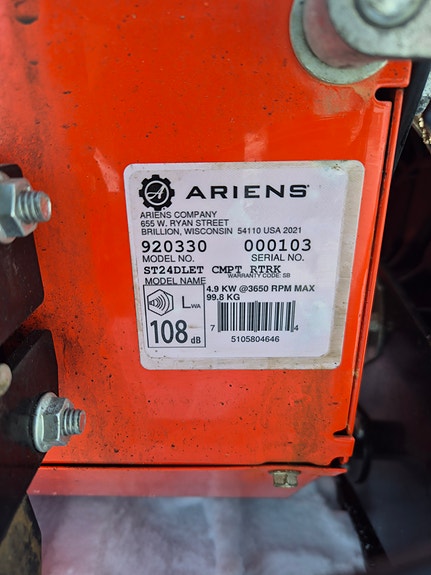 ARIENS
ARIENS COMPANY
655 W. RYAN STREET
BRILLION, WISCONSIN 54110 USA 2021
920330 000103
MODEL NO. SERIAL NO.
ST24DLET CMPT RTRK
MODEL NAME WARRANTY CODE: SB
4.9 KW @3650 RPM MAX
99.8 KG
LWA
108 dB
7 4
5105804646